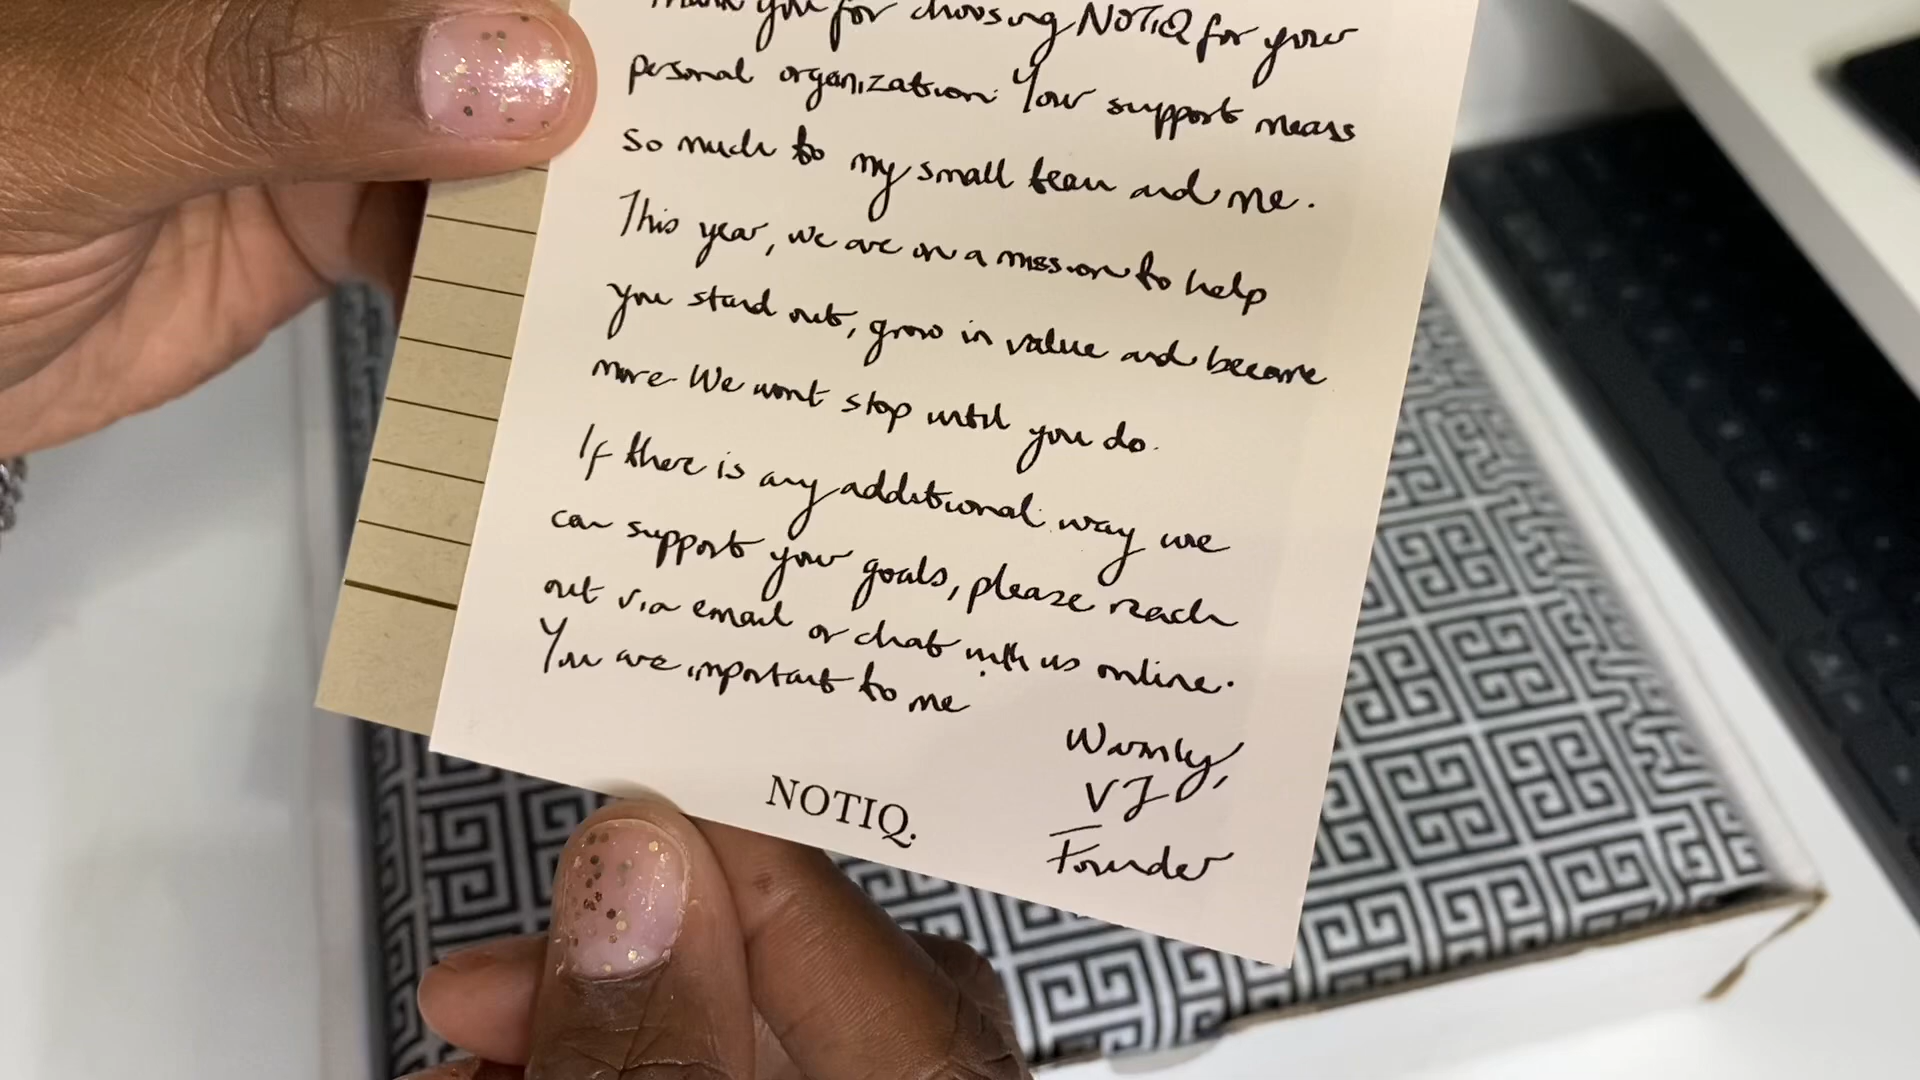 Thank you for choosing NOTIQ for your
personal organization. Your support means
so much to my small team and me.
This year, we are on a mission to help
you stand out, grow in value and become
more. We wont stop until you do.
If there is any additional way we
can support your goals, please reach
out via email or chat with us online.
You are important to me
Warmly,
VJ
Founder
NOTIQ.